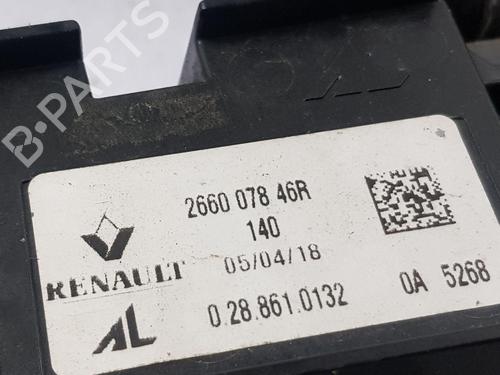 B-PARTS
2660 078 46R
140
05/04/18
RENAULT
0.28.861.0132 0A 5268
AL